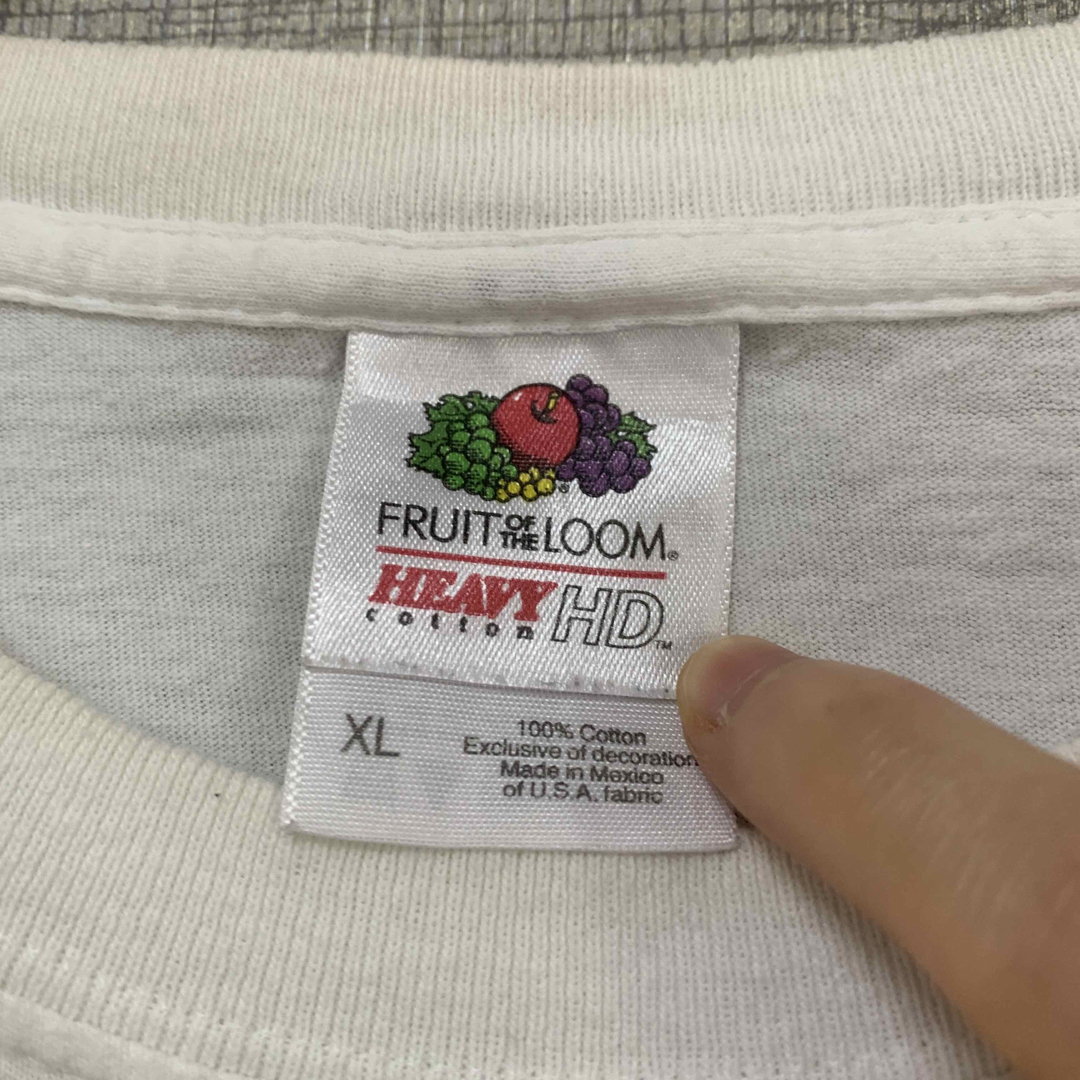 FRUIT OF THE LOOM®
HEAVY
cotton HD™
XL
100% Cotton
Exclusive of decoration
Made in Mexico
of U.S.A. fabric